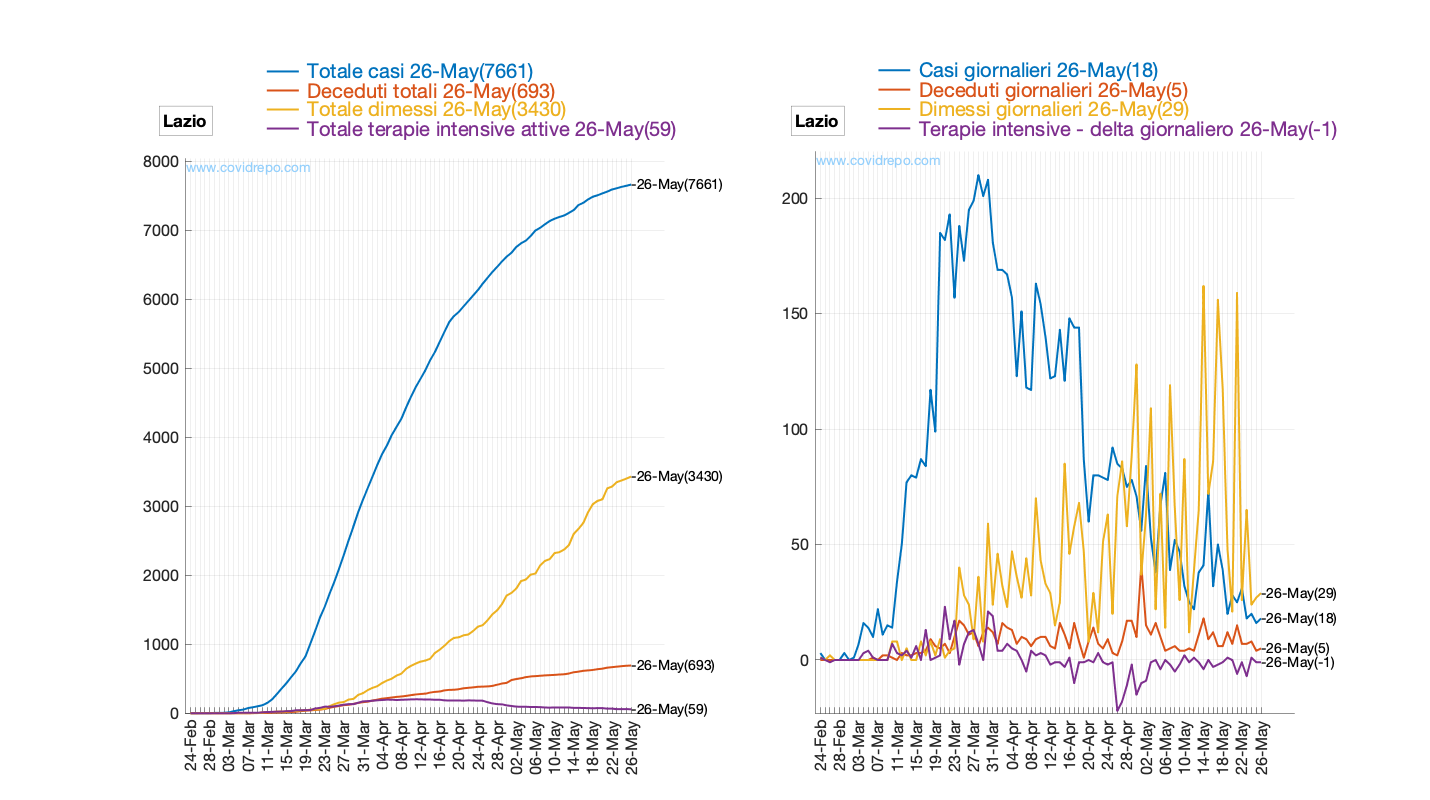 Totale casi 26-May(7661)
Deceduti totali 26-May(693)
Totale dimessi 26-May(3430)
Totale terapie intensive attive 26-May(59)
Lazio
www.covidrepo.com
8000
7000
6000
5000
4000
3000
2000
1000
0
26-May(7661)
26-May(3430)
26-May(693)
26-May(59)
24-Feb
28-Feb
03-Mar
07-Mar
11-Mar
15-Mar
19-Mar
23-Mar
27-Mar
31-Mar
04-Apr
08-Apr
12-Apr
16-Apr
20-Apr
24-Apr
28-Apr
02-May
06-May
10-May
14-May
18-May
22-May
26-May
Casi giornalieri 26-May(18)
Deceduti giornalieri 26-May(5)
Dimessi giornalieri 26-May(29)
Terapie intensive - delta giornaliero 26-May(-1)
Lazio
www.covidrepo.com
200
150
100
50
0
26-May(29)
26-May(18)
26-May(5)
26-May(-1)
24-Feb
28-Feb
03-Mar
07-Mar
11-Mar
15-Mar
19-Mar
23-Mar
27-Mar
31-Mar
04-Apr
08-Apr
12-Apr
16-Apr
20-Apr
24-Apr
28-Apr
02-May
06-May
10-May
14-May
18-May
22-May
26-May